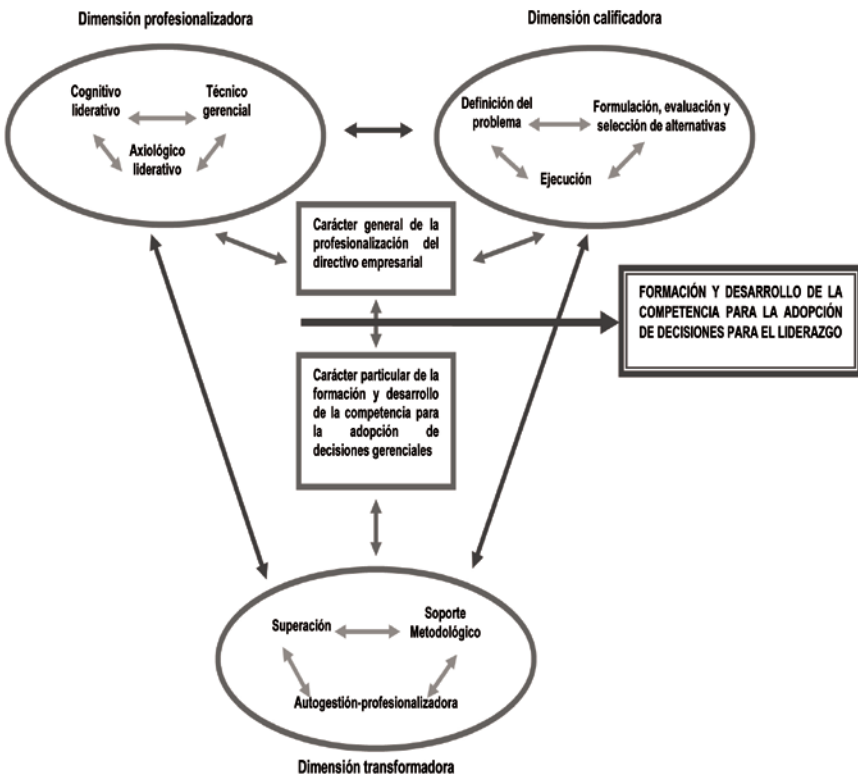 Dimensión profesionalizadora
Dimensión calificadora
Cognitivo
liderativo
Técnico
gerencial
Axiológico
liderativo
Definición del
problema
Formulación, evaluación y
selección de alternativas
Ejecución
Carácter general de la
profesionalización del
directivo empresarial
FORMACIÓN Y DESARROLLO DE LA
COMPETENCIA PARA LA ADOPCIÓN
DE DECISIONES PARA EL LIDERAZGO
Carácter particular de la
formación y desarrollo
de la competencia para
la adopción de
decisiones gerenciales
Superación
Soporte
Metodológico
Autogestión-profesionalizadora
Dimensión transformadora